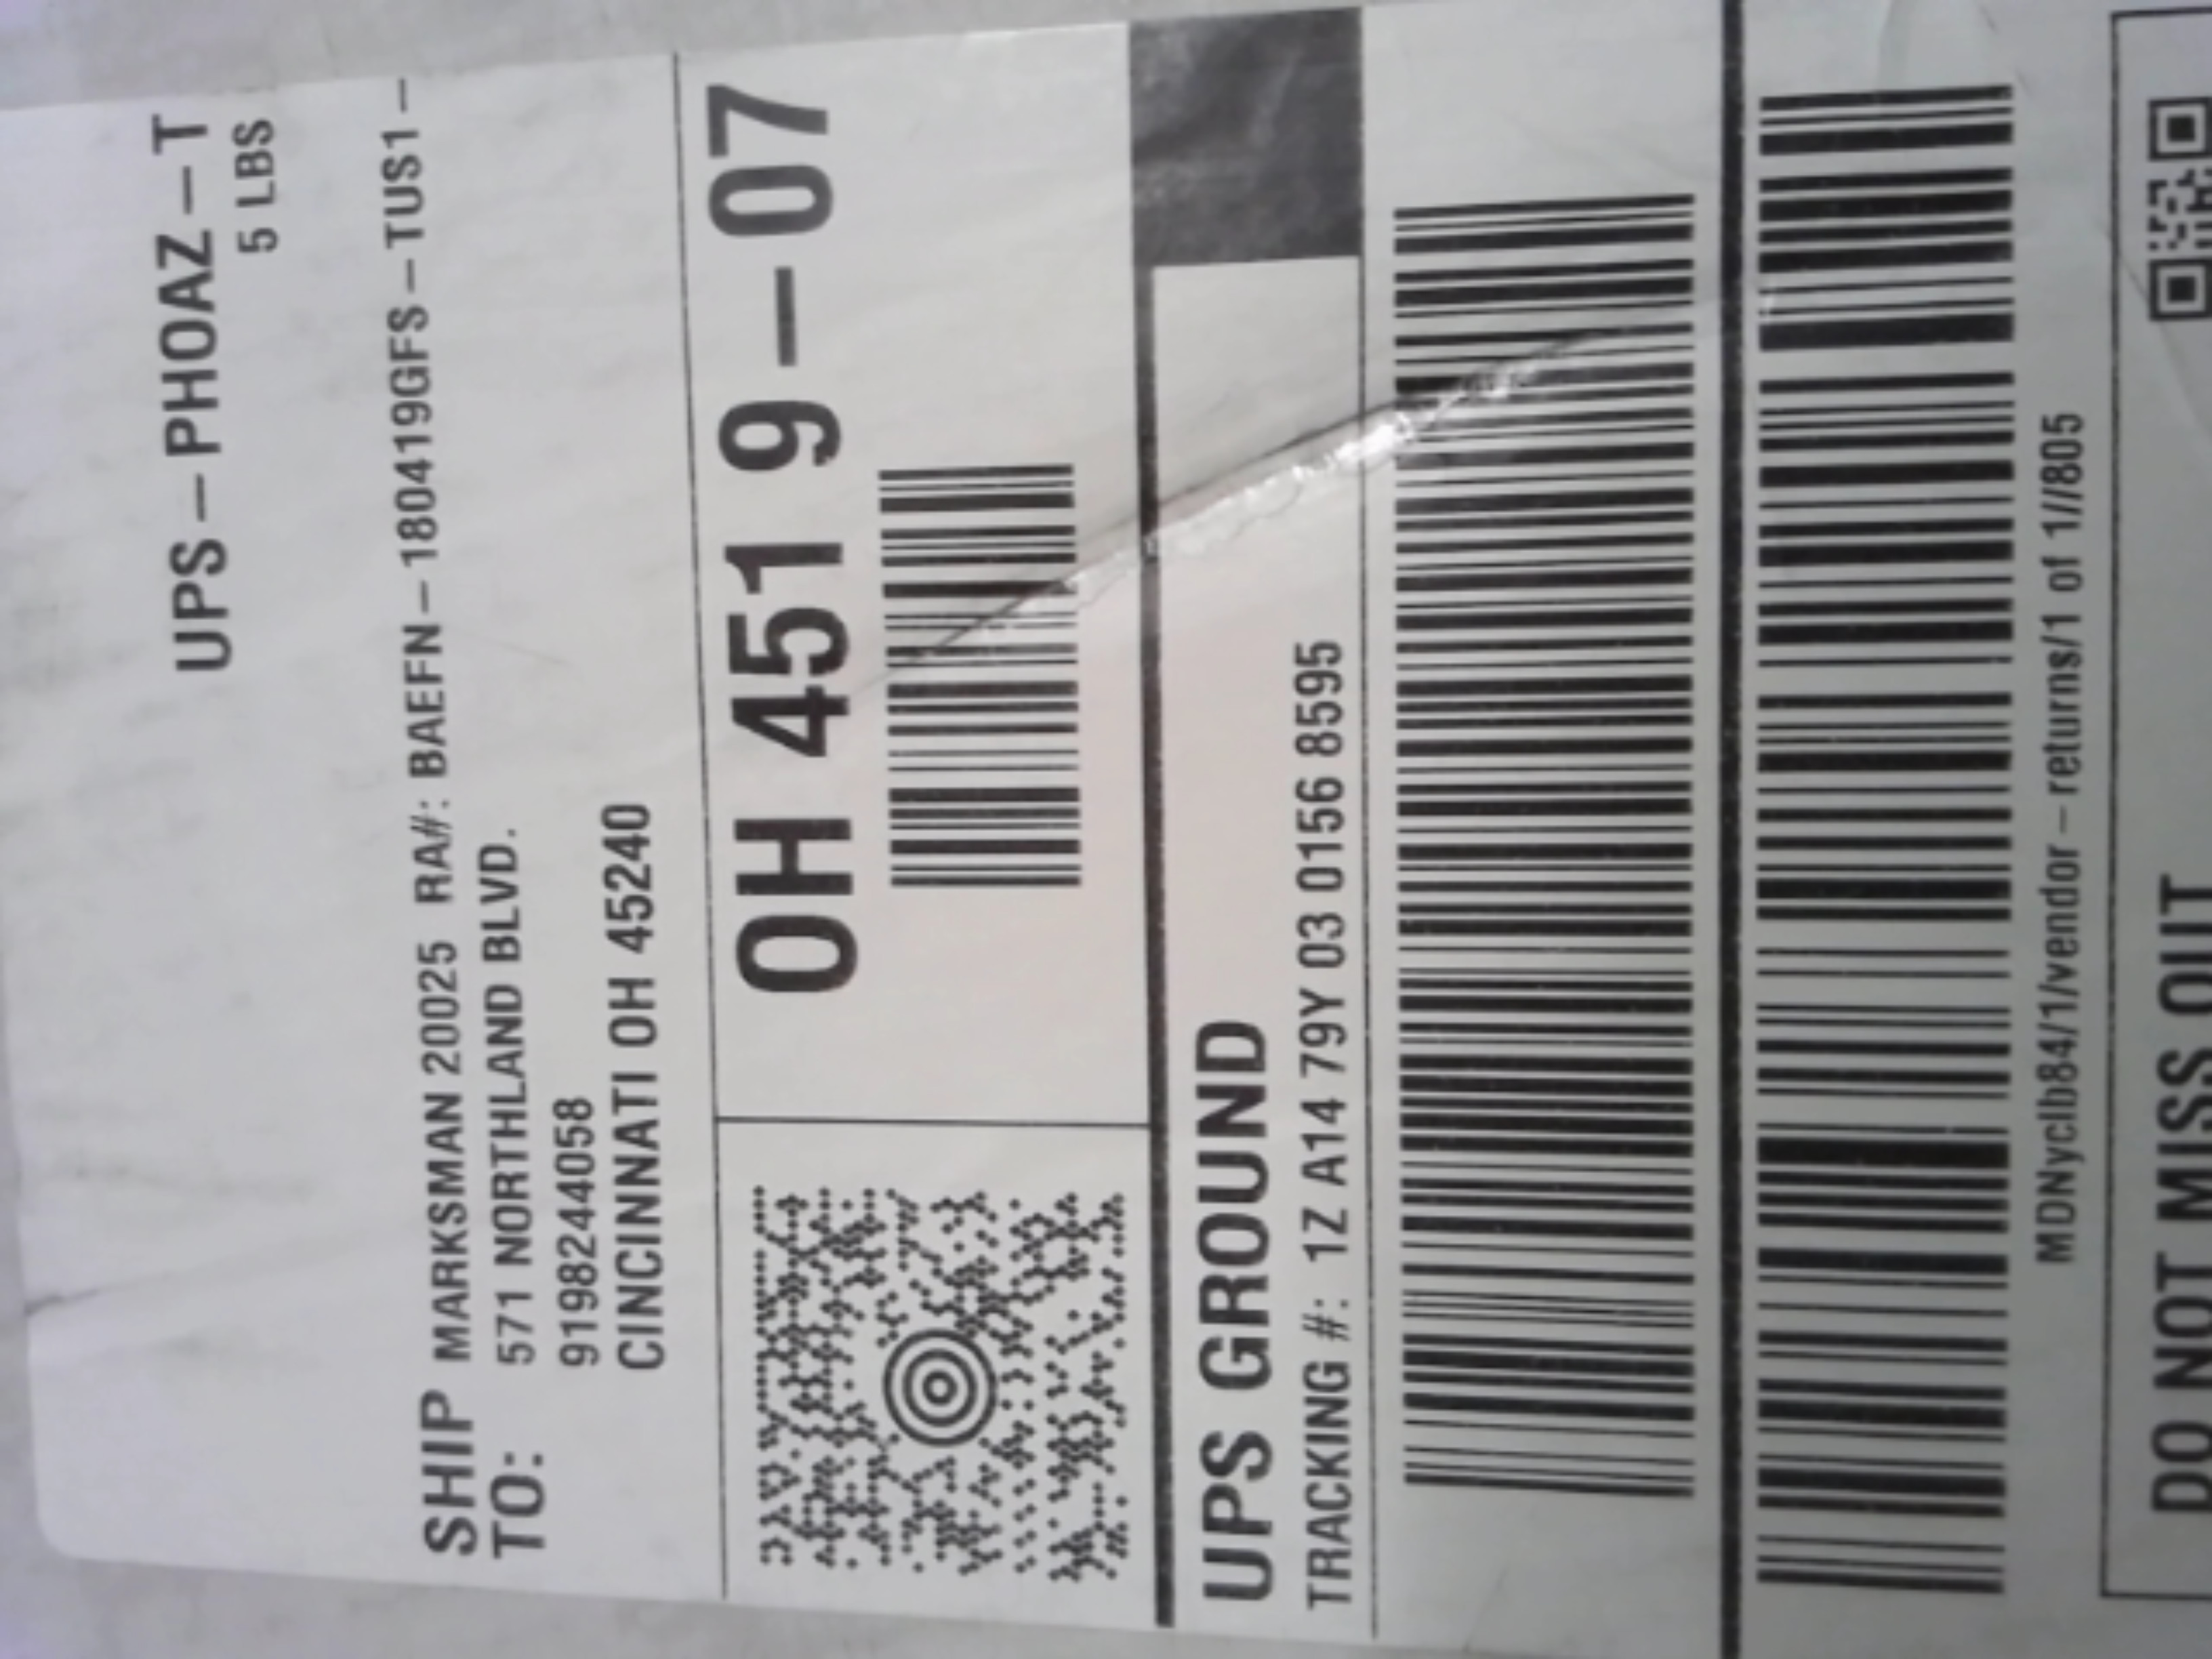 UPS-PHOAZ-T
5 LBS
SHIP TO:
MARKSMAN 20025 RA#: BAEFN-180419GFS-TUS1-
571 NORTHLAND BLVD.
9198244058
CINCINNATI OH 45240
OH 451 9-07
UPS GROUND
TRACKING #: 1Z A14 79Y 03 0156 8595
MDNyclb84/1/vendor-returns/1 of 1//805
DO NOT MISS OUT